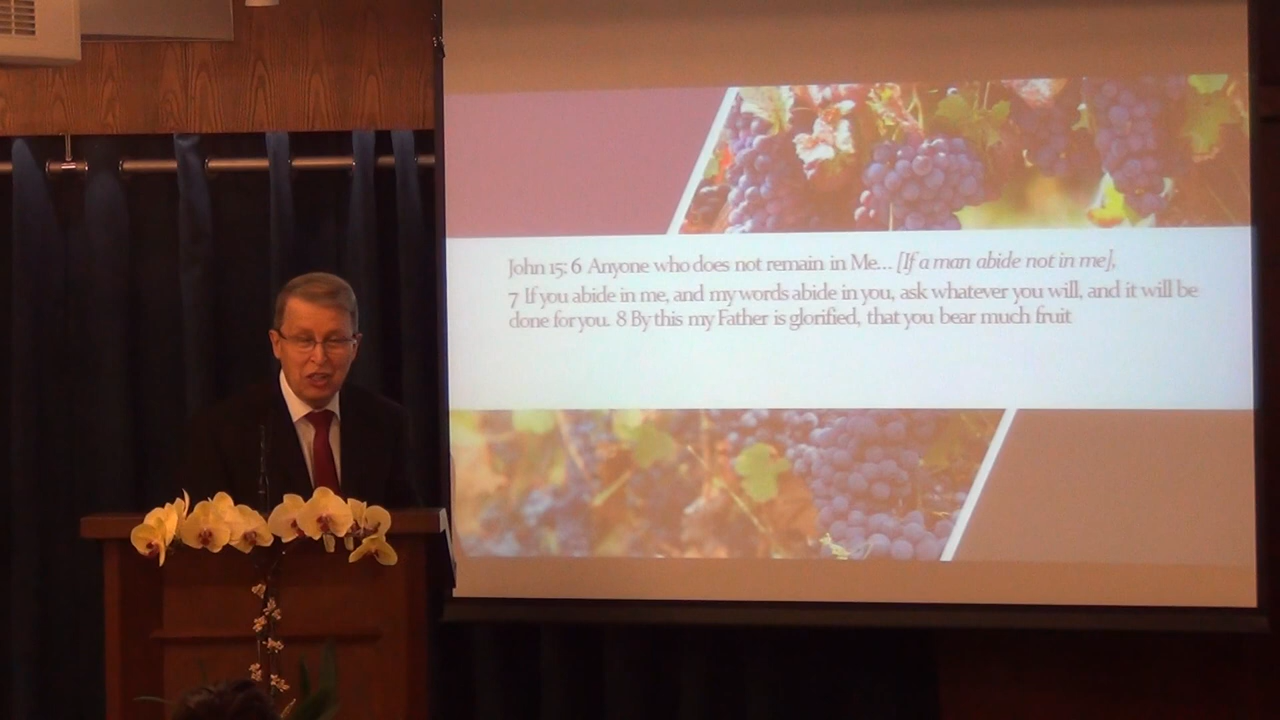 John 15: 6 Anyone who does not remain in Me... [If a man abide not in me],
7 If you abide in me, and my words abide in you, ask whatever you will, and it will be
done for you. 8 By this my Father is glorified, that you bear much fruit